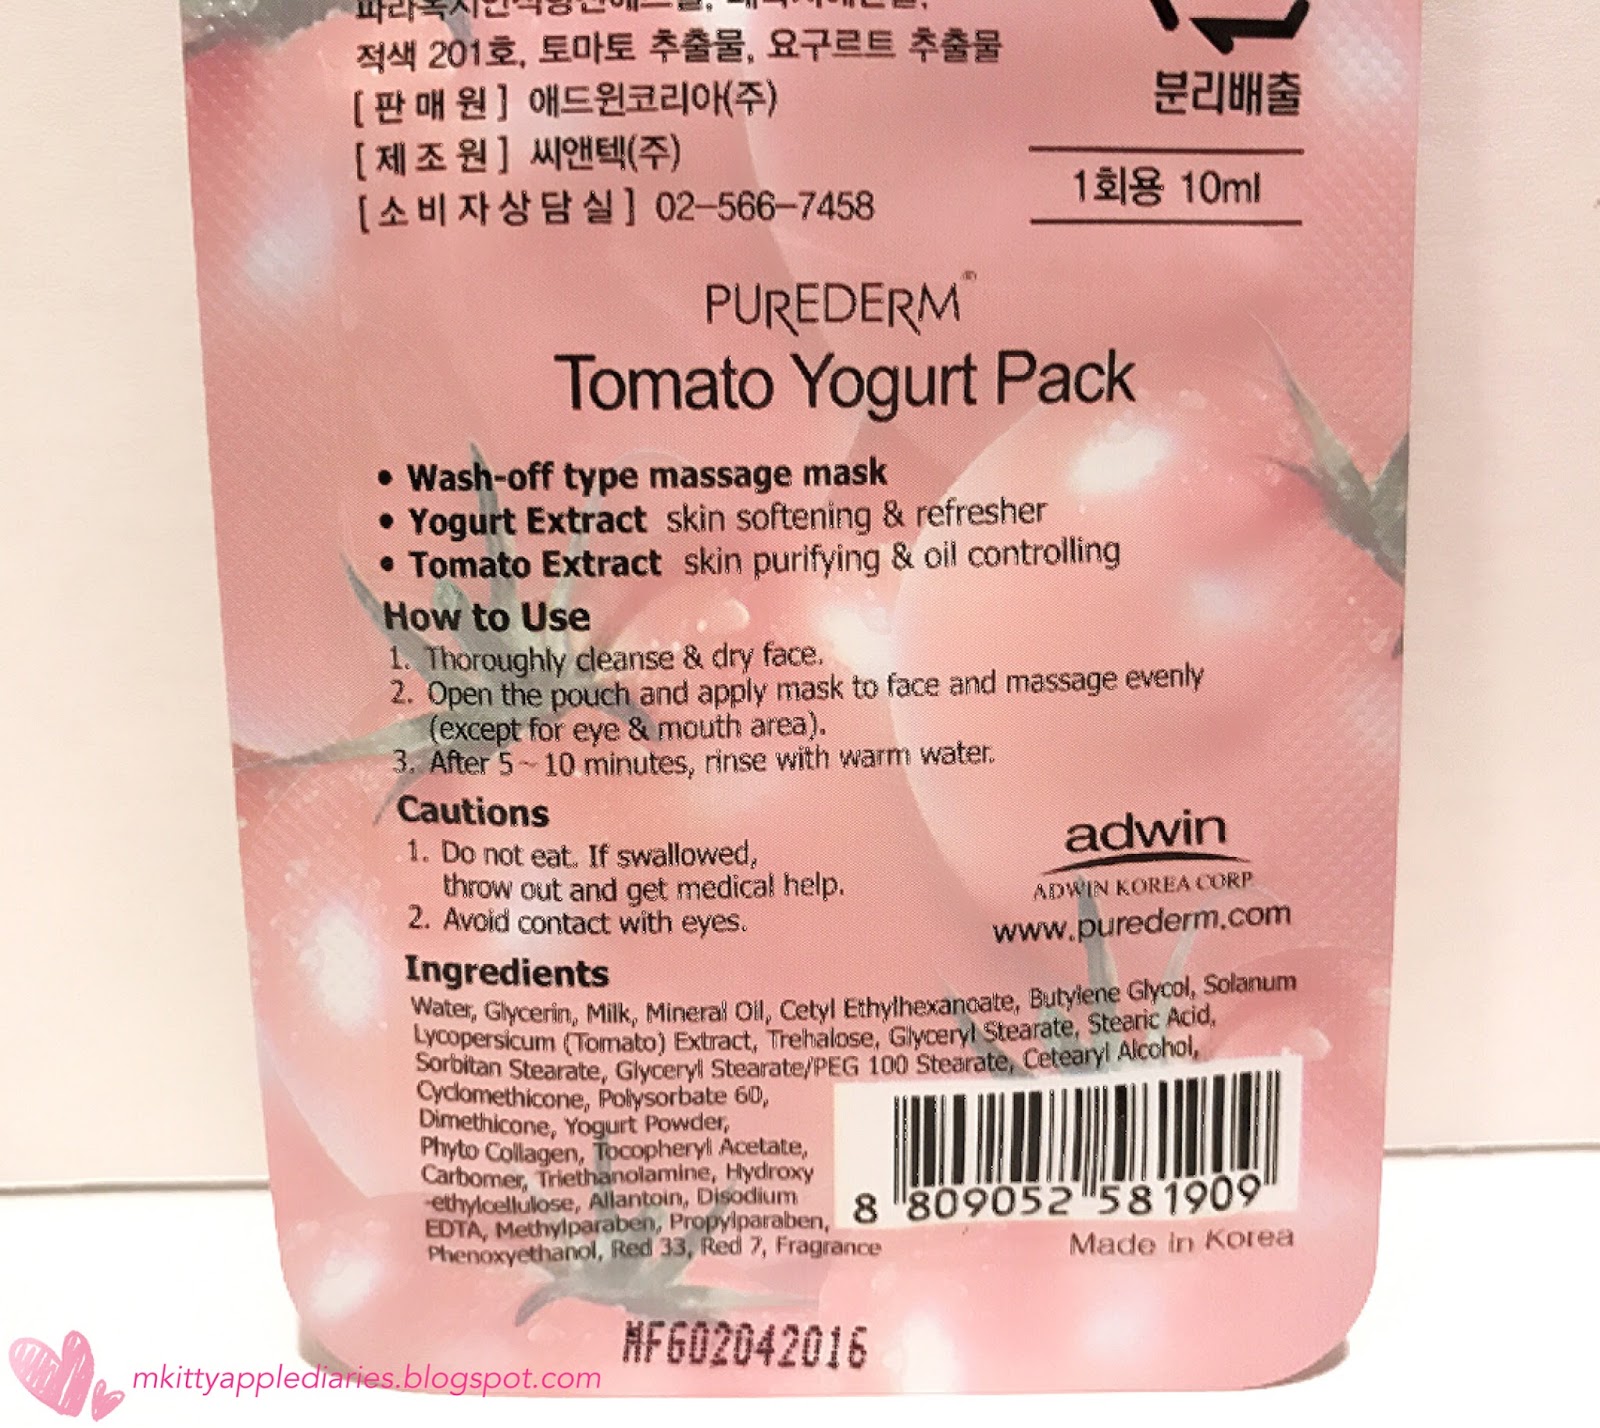 적색 201호, 토마토 추출물, 요구르트 추출물
[ 판 매 원 ] 애드윈코리아(주)
[ 제 조 원 ] 씨앤텍(주)
[ 소 비 자 상 담 실 ] 02-566-7458
분리배출
1회용 10ml
PUREDERM®
Tomato Yogurt Pack
• Wash-off type massage mask
• Yogurt Extract skin softening & refresher
• Tomato Extract skin purifying & oil controlling
How to Use
1. Thoroughly cleanse & dry face.
2. Open the pouch and apply mask to face and massage evenly
(except for eye & mouth area).
3. After 5~10 minutes, rinse with warm water.
Cautions
1. Do not eat. If swallowed,
throw out and get medical help.
2. Avoid contact with eyes.
adwin
ADWIN KOREA CORP.
www.purederm.com
Ingredients
Water, Glycerin, Milk, Mineral Oil, Cetyl Ethylhexanoate, Butylene Glycol, Solanum
Lycopersicum (Tomato) Extract, Trehalose, Glyceryl Stearate, Stearic Acid,
Sorbitan Stearate, Glyceryl Stearate/PEG 100 Stearate, Cetearyl Alcohol,
Cyclomethicone, Polysorbate 60,
Dimethicone, Yogurt Powder,
Phyto Collagen, Tocopheryl Acetate,
Carbomer, Triethanolamine, Hydroxy
-ethylcellulose, Allantoin, Disodium
EDTA, Methylparaben, Propylparaben,
Phenoxyethanol, Red 33, Red 7, Fragrance
8 809052 581909
Made in Korea
MFG02042016
mkittyapplediaries.blogspot.com